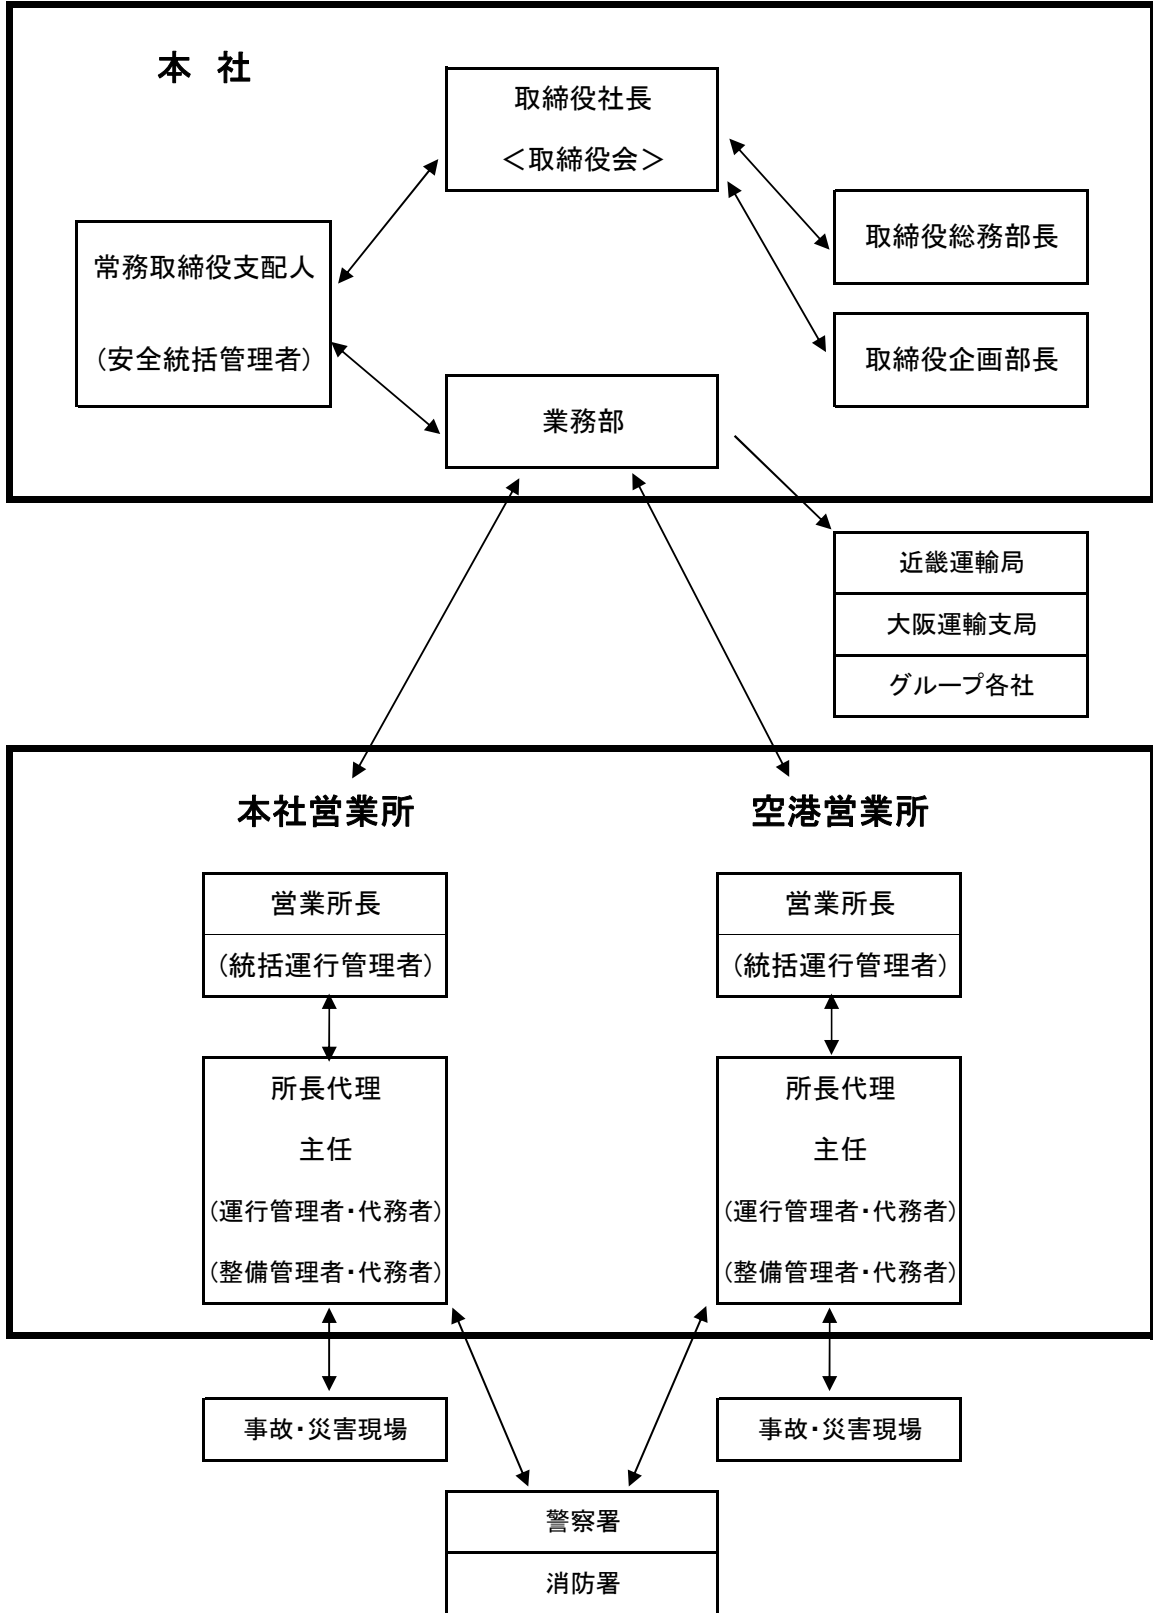 本　社
取締役社長
＜取締役会＞
取締役総務部長
常務取締役支配人
（安全統括管理者）
取締役企画部長
業務部
近畿運輸局
大阪運輸支局
グループ各社
本社営業所
空港営業所
営業所長
（統括運行管理者）
営業所長
（統括運行管理者）
所長代理
主任
（運行管理者・代務者）
（整備管理者・代務者）
所長代理
主任
（運行管理者・代務者）
（整備管理者・代務者）
事故・災害現場
事故・災害現場
警察署
消防署